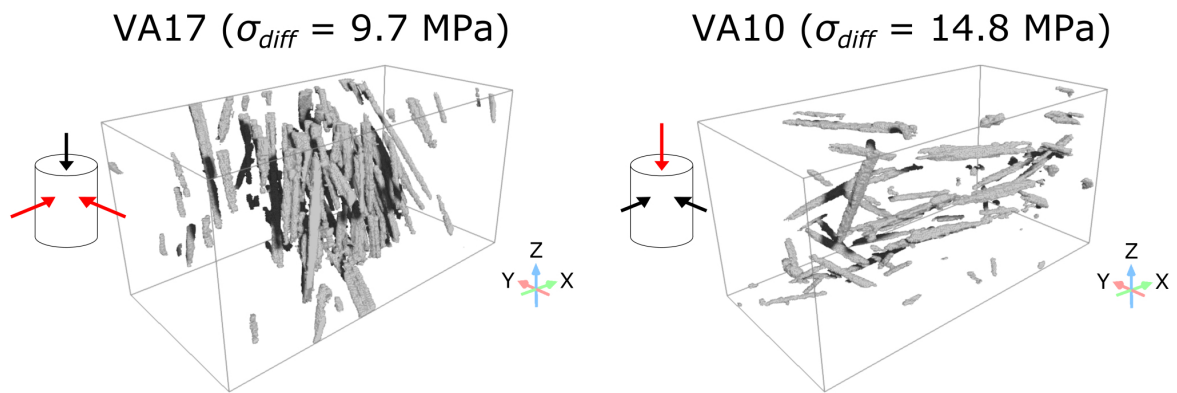 VA17 (σdiff = 9.7 MPa)
VA10 (σdiff = 14.8 MPa)
Z
Y X
Z
Y X